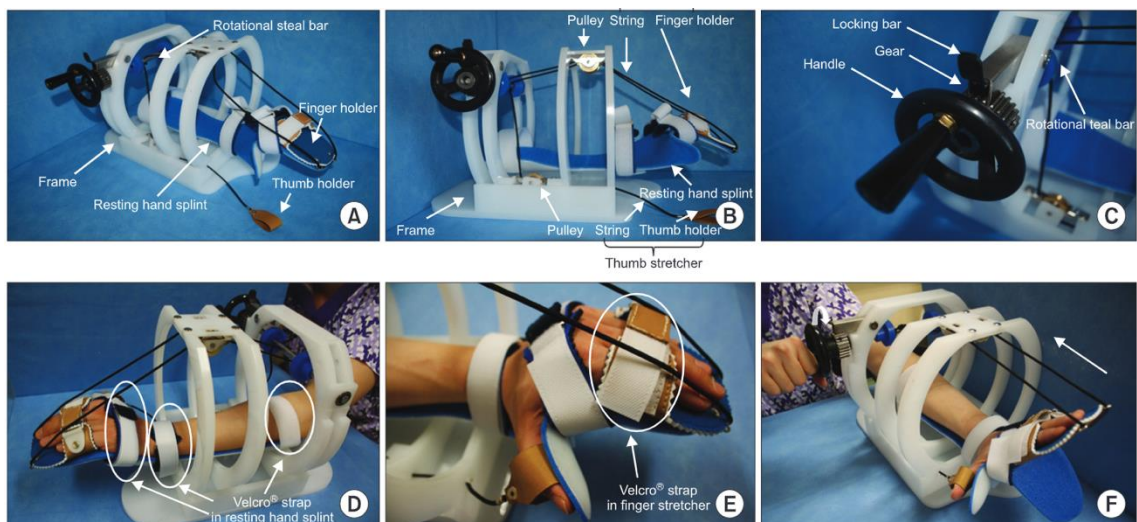 Rotational steal bar
Finger holder
Frame
Resting hand splint
Thumb holder
A
Pulley String Finger holder
Resting hand splint
Frame
Pulley String Thumb holder
B
Thumb stretcher
Locking bar
Gear
Handle
Rotational teal bar
C
Velcro® strap
in resting hand splint
D
Velcro® strap
in finger stretcher
E
F